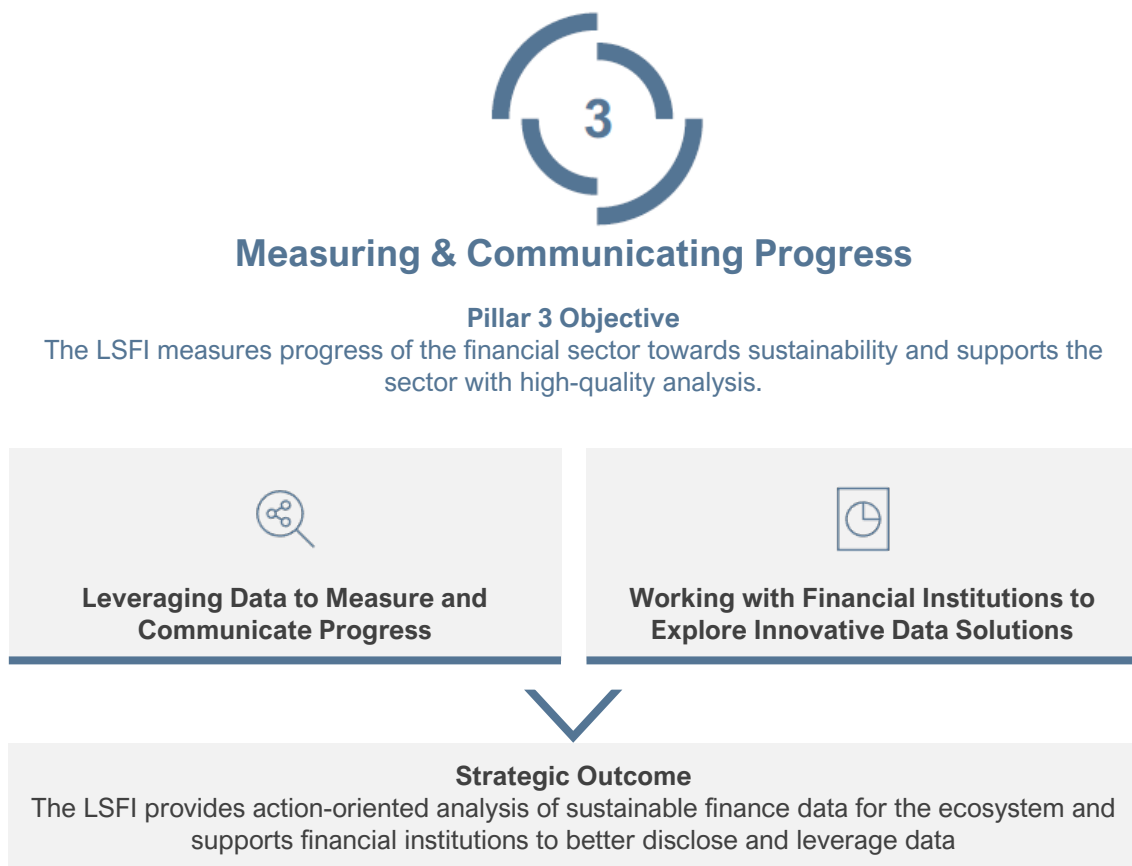 3
Measuring & Communicating Progress
Pillar 3 Objective
The LSFI measures progress of the financial sector towards sustainability and supports the
sector with high-quality analysis.
Leveraging Data to Measure and
Communicate Progress
Working with Financial Institutions to
Explore Innovative Data Solutions
Strategic Outcome
The LSFI provides action-oriented analysis of sustainable finance data for the ecosystem and
supports financial institutions to better disclose and leverage data